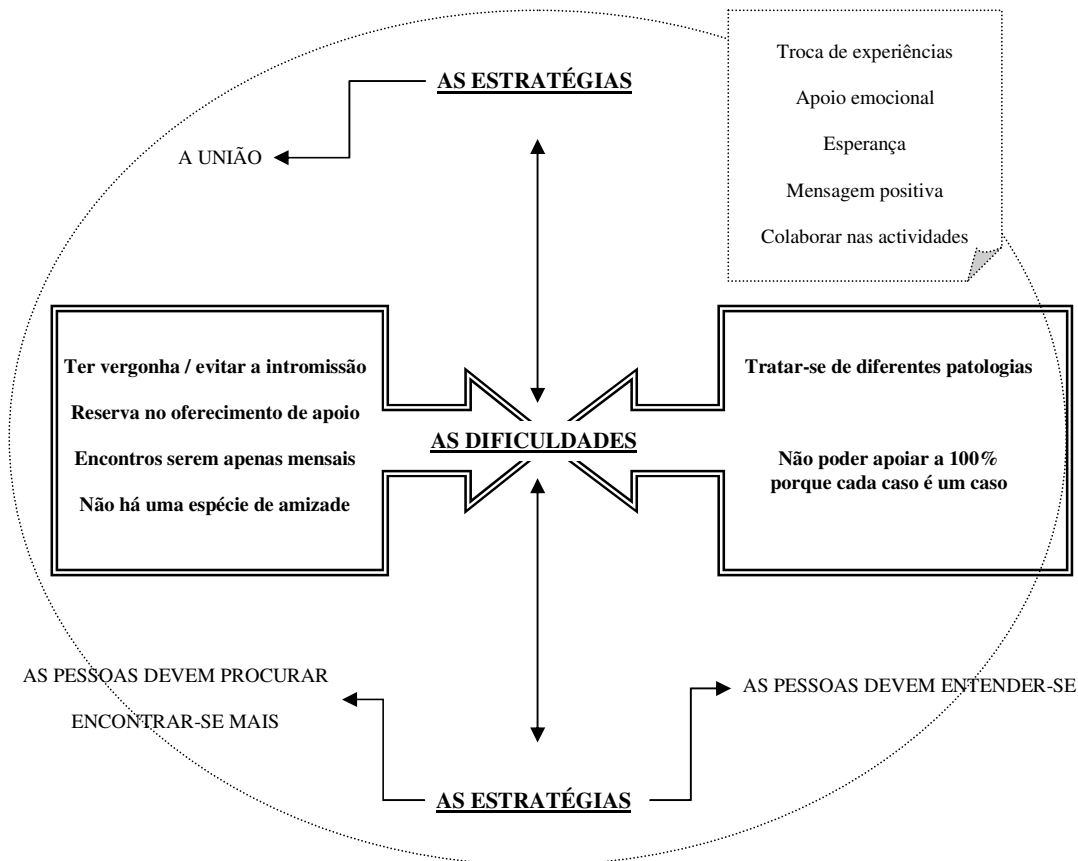 Troca de experiências
Apoio emocional
Esperança
Mensagem positiva
Colaborar nas actividades
AS ESTRATÉGIAS
A UNIÃO
Ter vergonha / evitar a intromissão
Reserva no oferecimento de apoio
Encontros serem apenas mensais
Não há uma espécie de amizade
AS DIFICULDADES
Tratar-se de diferentes patologias
Não poder apoiar a 100%
porque cada caso é um caso
AS PESSOAS DEVEM PROCURAR
ENCONTRAR-SE MAIS
AS PESSOAS DEVEM ENTENDER-SE
AS ESTRATÉGIAS